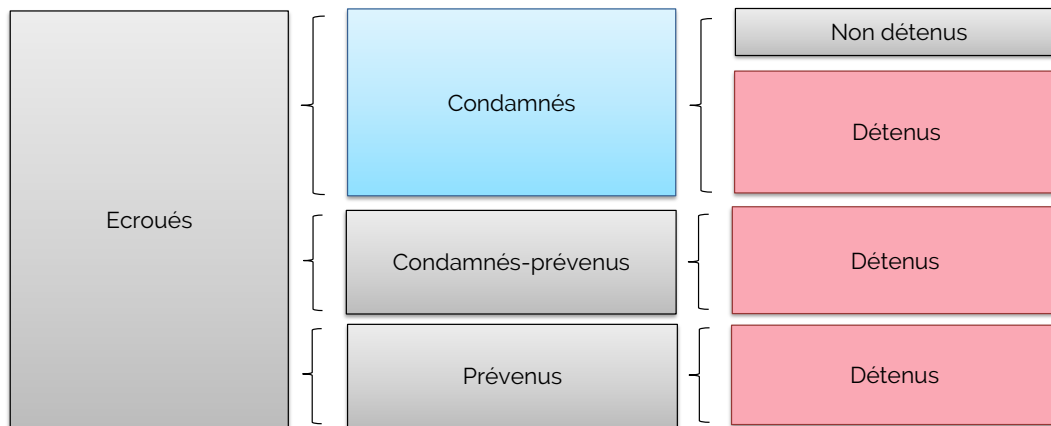 Ecroués
Condamnés
Non détenus
Détenus
Condamnés-prévenus
Détenus
Prévenus
Détenus